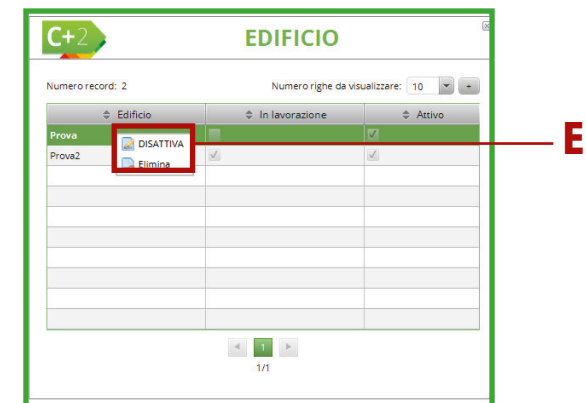 C+2
EDIFICIO
Numero record: 2
Numero righe da visualizzare: 10 +
Edificio In lavorazione Attivo
Prova
DISATTIVA
E
Prova2
Elimina
1
1/1